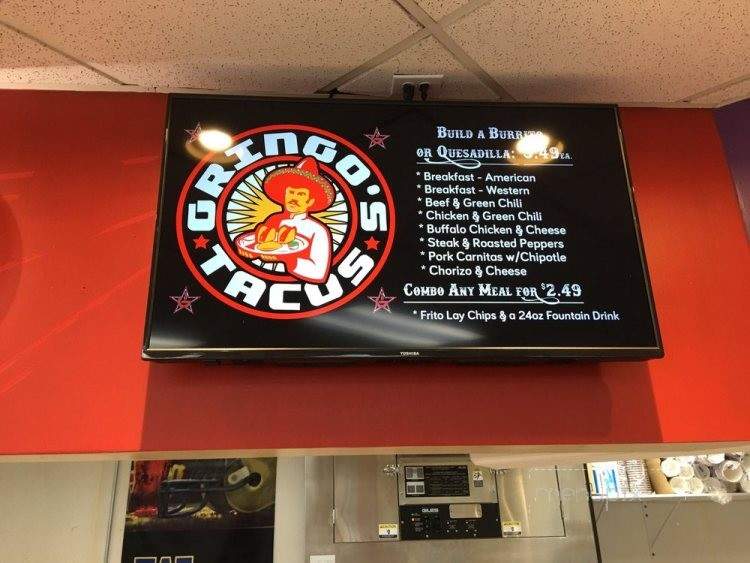 GRINGO'S
TACOS
BUILD A BURRITO
OR QUESADILLA: EA.
* Breakfast - American
* Breakfast - Western
* Beef & Green Chili
* Chicken & Green Chili
* Buffalo Chicken & Cheese
* Steak & Roasted Peppers
* Pork Carnitas w/Chipotle
* Chorizo & Cheese
COMBO ANY MEAL FOR $2.49
* Frito Lay Chips & a 24oz Fountain Drink
TOSHIBA
GILES